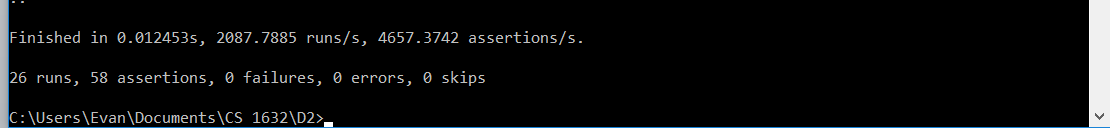 ..
Finished in 0.012453s, 2087.7885 runs/s, 4657.3742 assertions/s.
26 runs, 58 assertions, 0 failures, 0 errors, 0 skips
C:\Users\Evan\Documents\CS 1632\D2>